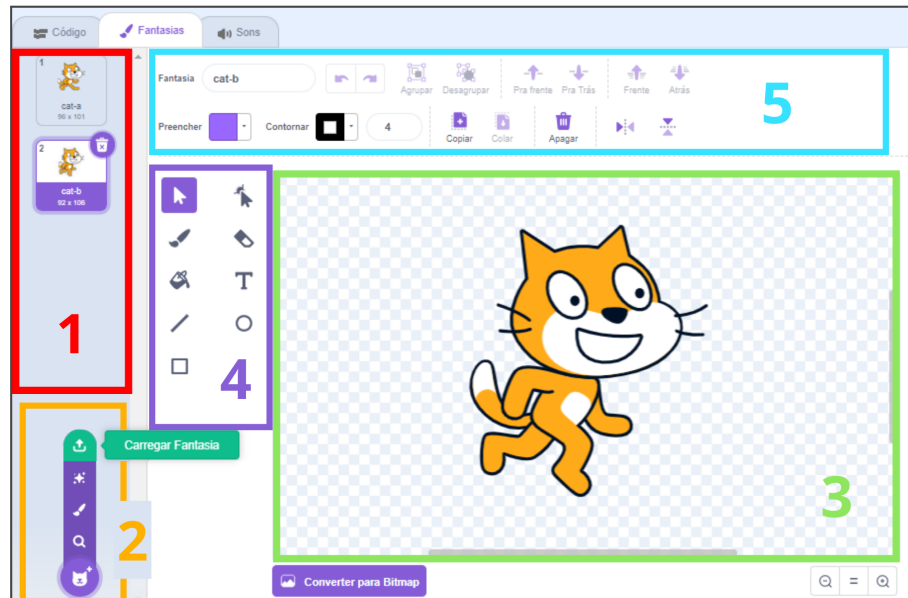 Código
Fantasias
Sons
1
cat-a
96 x 101
2
cat-b
92 x 106
1
Carregar Fantasia
2
Fantasia
cat-b
Agrupar
Desagrupar
Pra frente
Pra Trás
Frente
Atrás
5
Preencher
Contornar
4
Copiar
Colar
Apagar
T
4
3
Converter para Bitmap